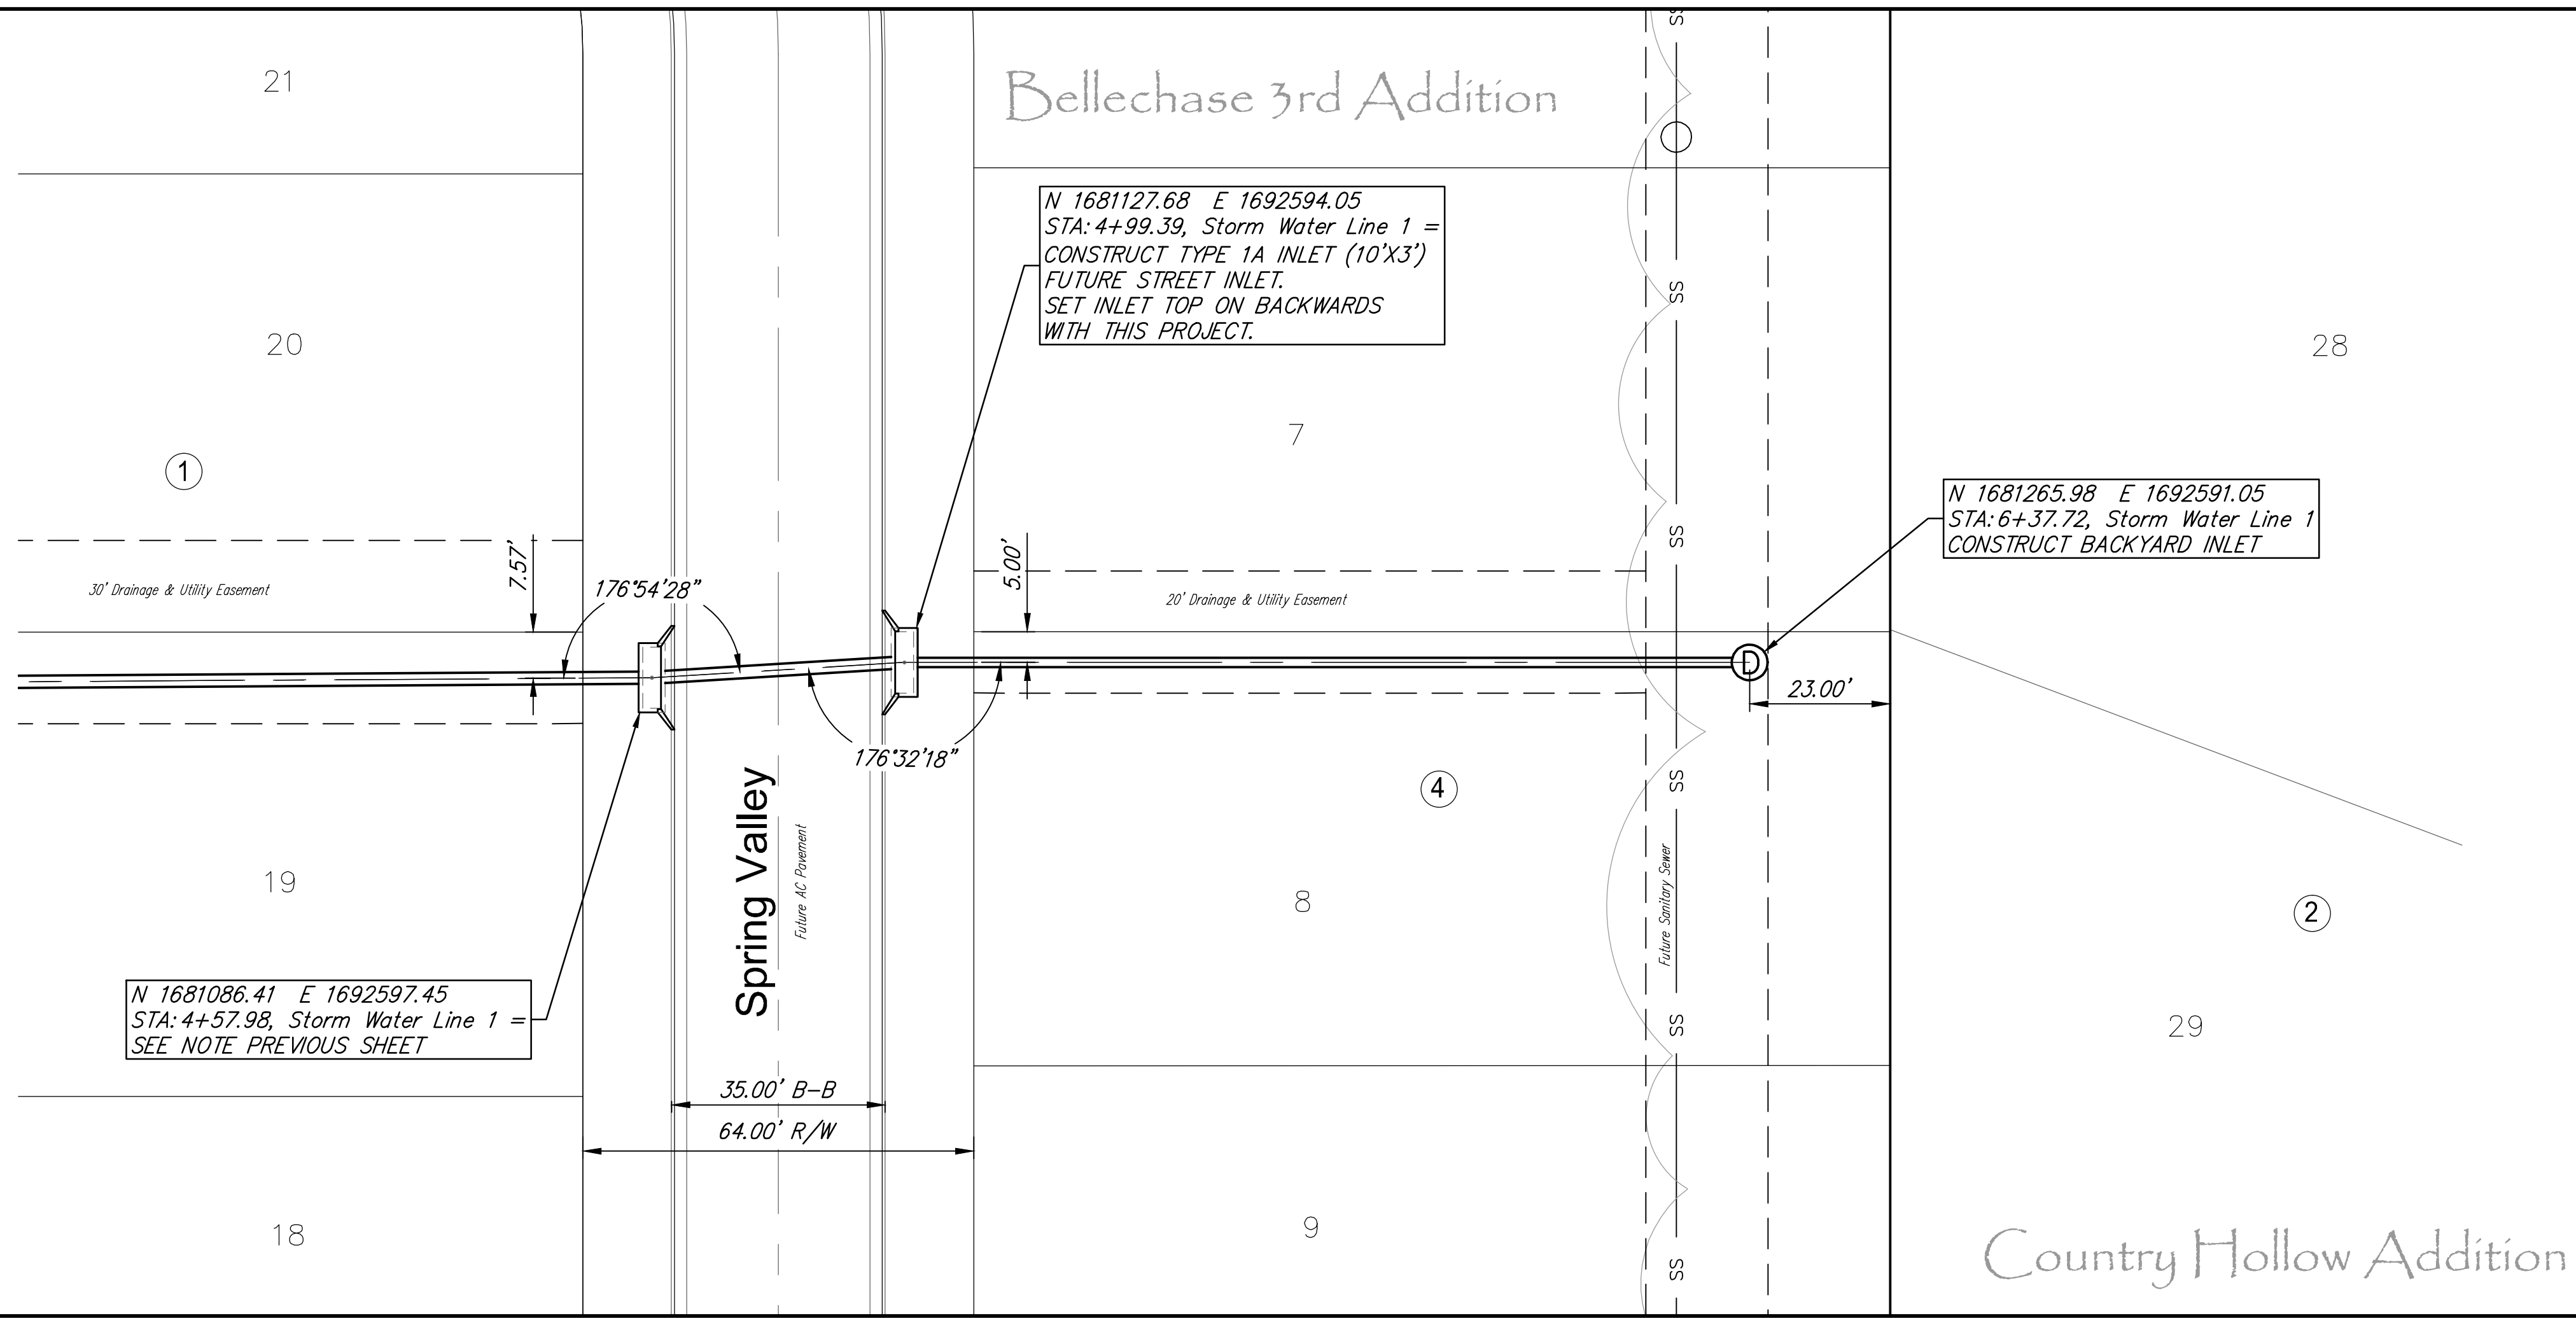 21
Bellechase 3rd Addition
SS
N 1681127.68 E 1692594.05
STA: 4+99.39, Storm Water Line 1 =
CONSTRUCT TYPE 1A INLET (10'X3')
FUTURE STREET INLET.
SET INLET TOP ON BACKWARDS
WITH THIS PROJECT.
SS
20
28
7
1
N 1681265.98 E 1692591.05
STA: 6+37.72, Storm Water Line 1
CONSTRUCT BACKYARD INLET
SS
7.57'
5.00'
30' Drainage & Utility Easement
176°54'28"
20' Drainage & Utility Easement
D
23.00'
176°32'18"
SS
4
Spring Valley
Future AC Pavement
19
8
Future Sanitary Sewer
2
N 1681086.41 E 1692597.45
STA: 4+57.98, Storm Water Line 1 =
SEE NOTE PREVIOUS SHEET
SS
29
35.00' B-B
64.00' R/W
18
9
SS
Country Hollow Addition